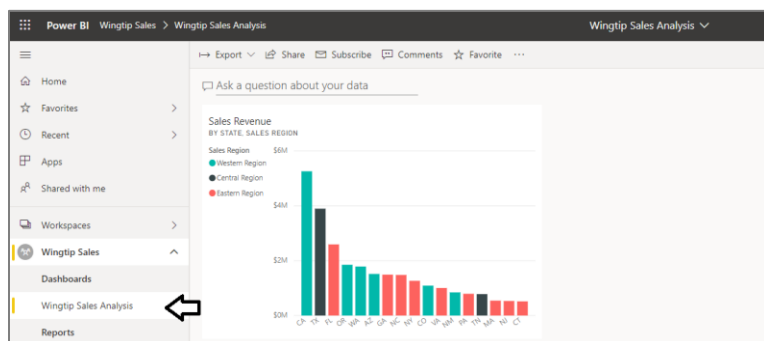 Power BI Wingtip Sales > Wingtip Sales Analysis
Wingtip Sales Analysis
Export Share Subscribe Comments Favorite ...
Home
Favorites
Recent
Apps
Shared with me
Workspaces
Wingtip Sales
Dashboards
Wingtip Sales Analysis
Reports
Ask a question about your data
Sales Revenue
BY STATE, SALES REGION
Sales Region
Western Region
Central Region
Eastern Region
$6M
$4M
$2M
$0M
CA TX FL OR WA AZ GA NC NY CO VA NM PA TN MA NJ CT